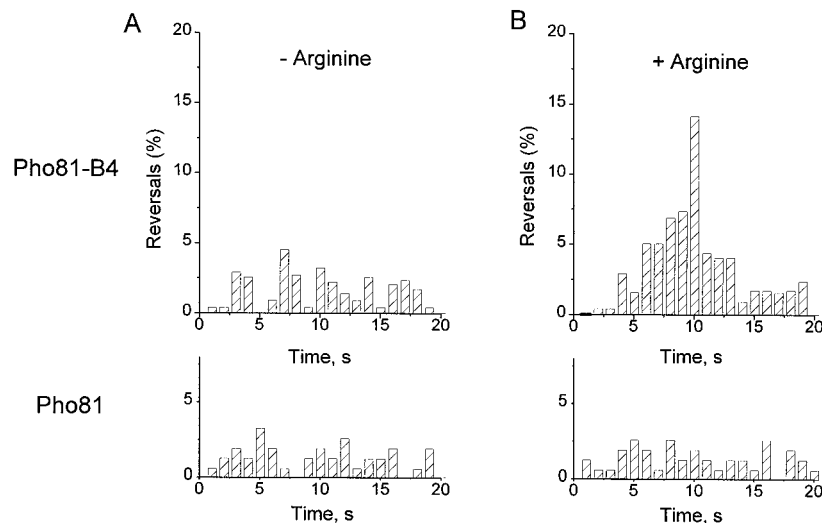 A
B
- Arginine
+ Arginine
Pho81-B4
Reversals (%)
20
15
10
5
0
0 5 10 15 20
Time, s
Reversals (%)
20
15
10
5
0
0 5 10 15 20
Time, s
Pho81
5
0
0 5 10 15 20
Time, s
5
0
0 5 10 15 20
Time, s